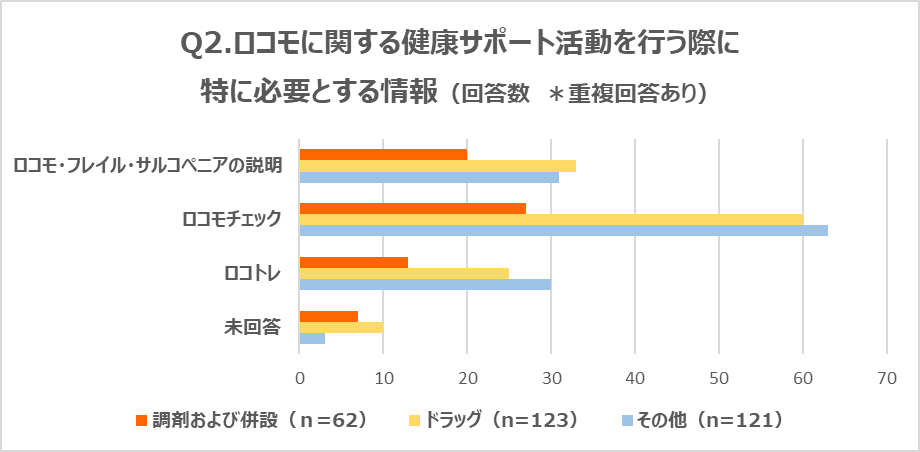 Q2.ロコモに関する健康サポート活動を行う際に
特に必要とする情報（回答数　＊重複回答あり）
ロコモ・フレイル・サルコペニアの説明
ロコモチェック
ロコトレ
未回答
0 10 20 30 40 50 60 70
調剤および併設（ｎ＝62） ドラッグ（n=123） その他（n=121）